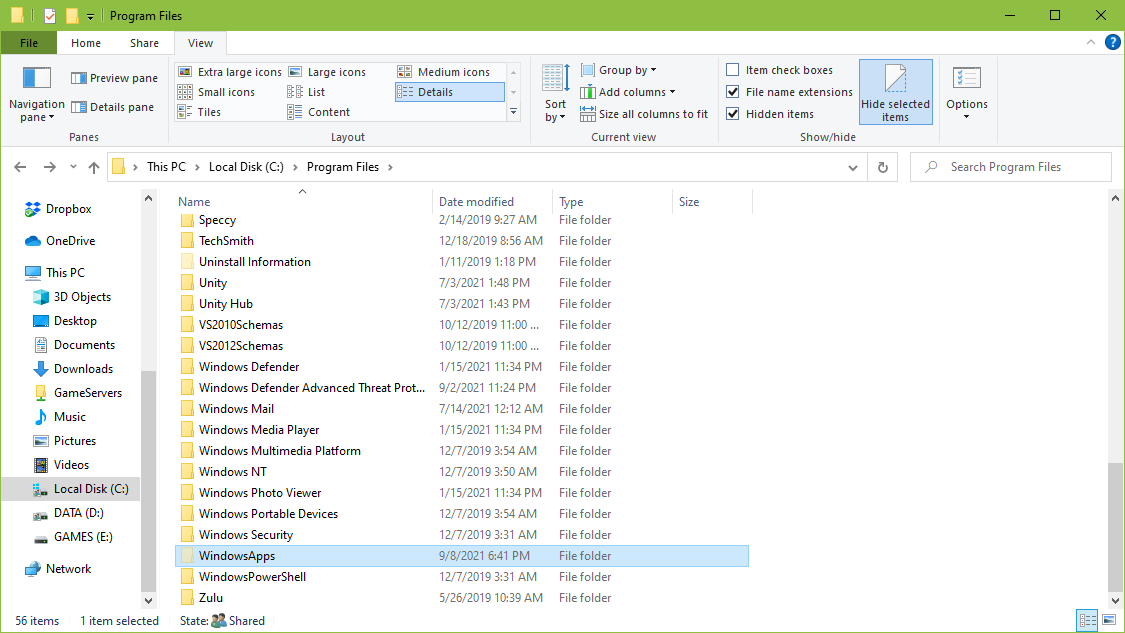 Program Files
File Home Share View
Navigation pane
Preview pane
Details pane
Panes
Extra large icons Large icons Medium icons
Small icons List Details
Tiles Content
Layout
Sort by
Group by
Add columns
Size all columns to fit
Current view
Item check boxes
File name extensions
Hidden items
Hide selected items
Show/hide
Options
This PC Local Disk (C:) Program Files
Search Program Files
Dropbox
OneDrive
This PC
3D Objects
Desktop
Documents
Downloads
GameServers
Music
Pictures
Videos
Local Disk (C:)
DATA (D:)
GAMES (E:)
Network
Name Date modified Type Size
Speccy 2/14/2019 9:27 AM File folder
TechSmith 12/18/2019 8:56 AM File folder
Uninstall Information 1/11/2019 1:18 PM File folder
Unity 7/3/2021 1:48 PM File folder
Unity Hub 7/3/2021 1:43 PM File folder
VS2010Schemas 10/12/2019 11:00 ... File folder
VS2012Schemas 10/12/2019 11:00 ... File folder
Windows Defender 1/15/2021 11:34 PM File folder
Windows Defender Advanced Threat Prot... 9/2/2021 11:24 PM File folder
Windows Mail 7/14/2021 12:12 AM File folder
Windows Media Player 1/15/2021 11:34 PM File folder
Windows Multimedia Platform 12/7/2019 3:54 AM File folder
Windows NT 12/7/2019 3:50 AM File folder
Windows Photo Viewer 1/15/2021 11:34 PM File folder
Windows Portable Devices 12/7/2019 3:54 AM File folder
Windows Security 12/7/2019 3:31 AM File folder
WindowsApps 9/8/2021 6:41 PM File folder
WindowsPowerShell 12/7/2019 3:31 AM File folder
Zulu 5/26/2019 10:39 AM File folder
56 items 1 item selected State: Shared